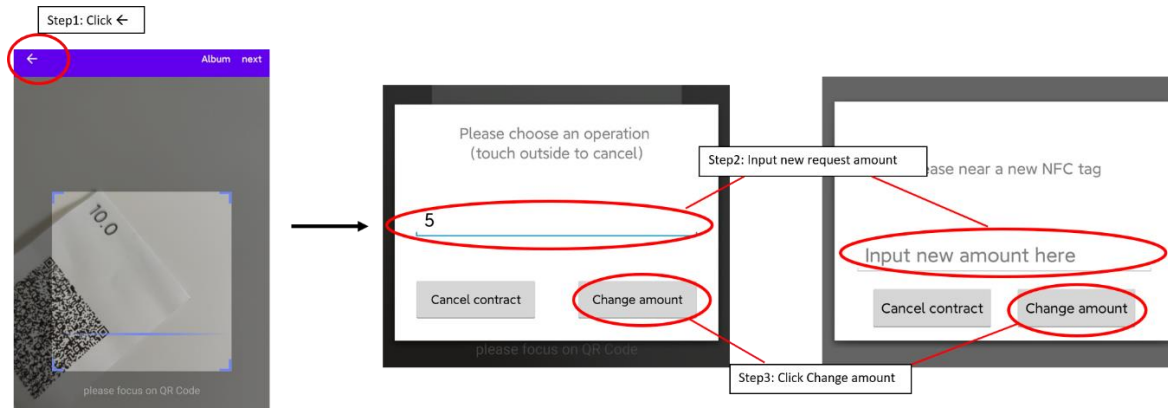 Step1: Click ←
← Album next
10.0
please focus on QR Code
Please choose an operation
(touch outside to cancel)
5
Cancel contract Change amount
please focus on QR Code
Step2: Input new request amount
ease near a new NFC tag
Input new amount here
Cancel contract Change amount
Step3: Click Change amount